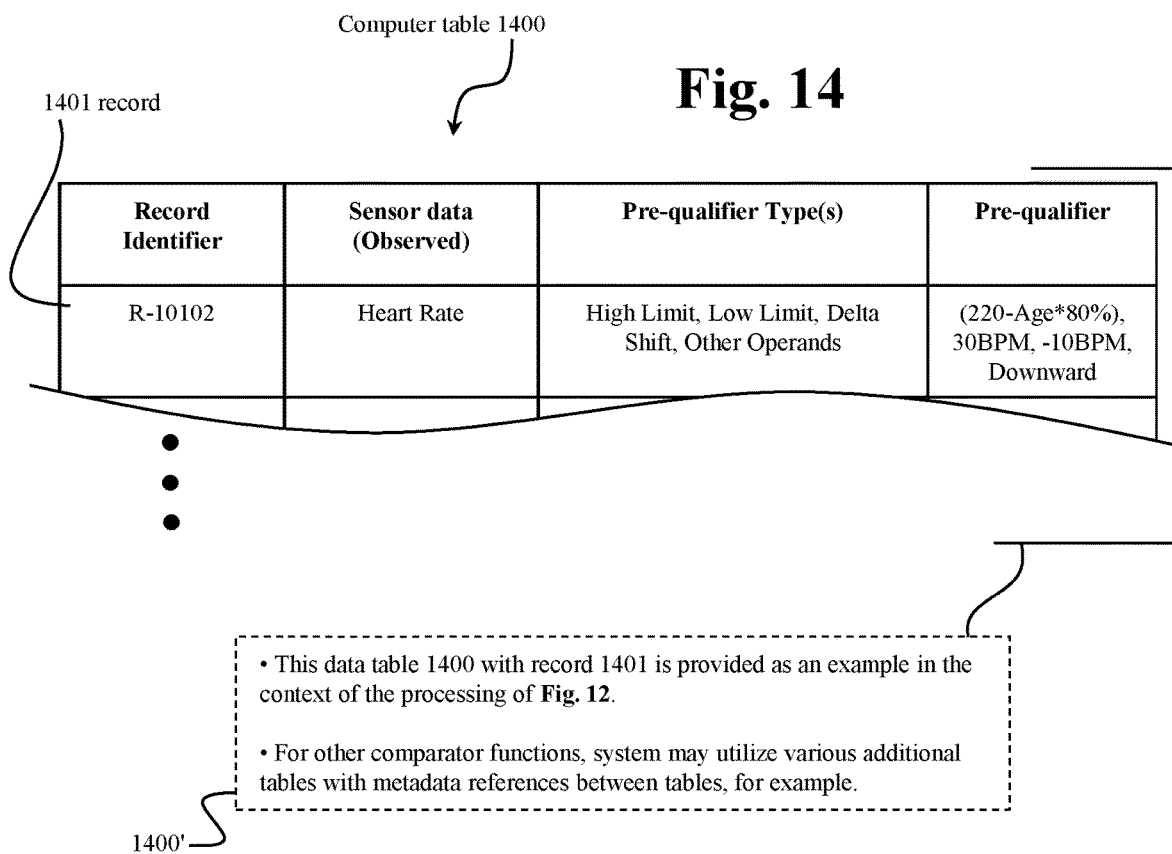 Computer table 1400
Fig. 14
1401 record
Record
Identifier
Sensor data
(Observed)
Pre-qualifier Type(s)
Pre-qualifier
R-10102
Heart Rate
High Limit, Low Limit, Delta
Shift, Other Operands
(220-Age*80%),
30BPM, -10BPM,
Downward
• This data table 1400 with record 1401 is provided as an example in the
context of the processing of Fig. 12.
• For other comparator functions, system may utilize various additional
tables with metadata references between tables, for example.
1400'